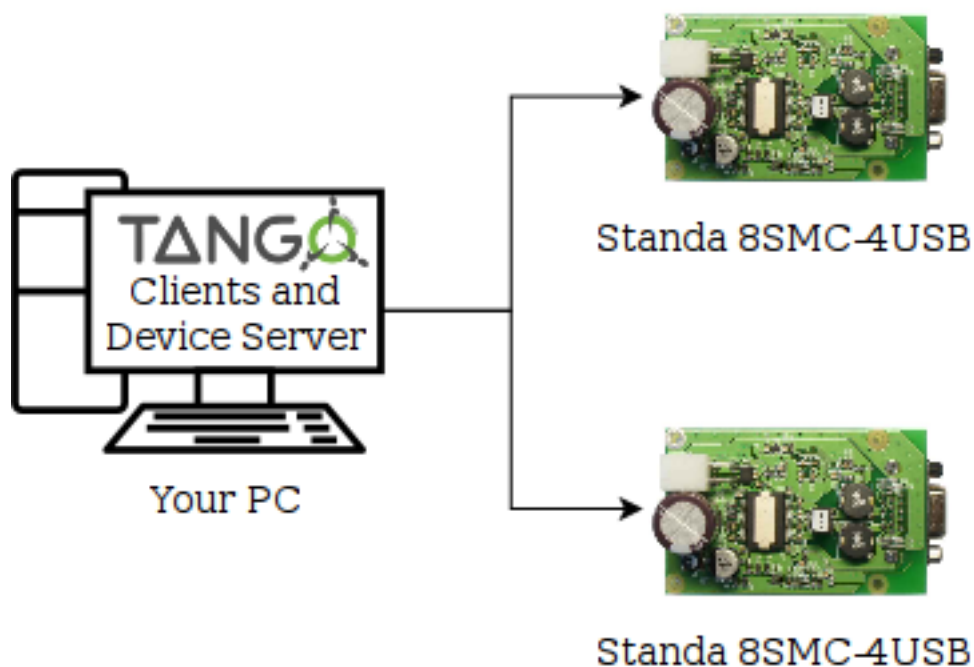 TANGO
Clients and
Device Server
Your PC
Standa 8SMC-4USB
Standa 8SMC-4USB